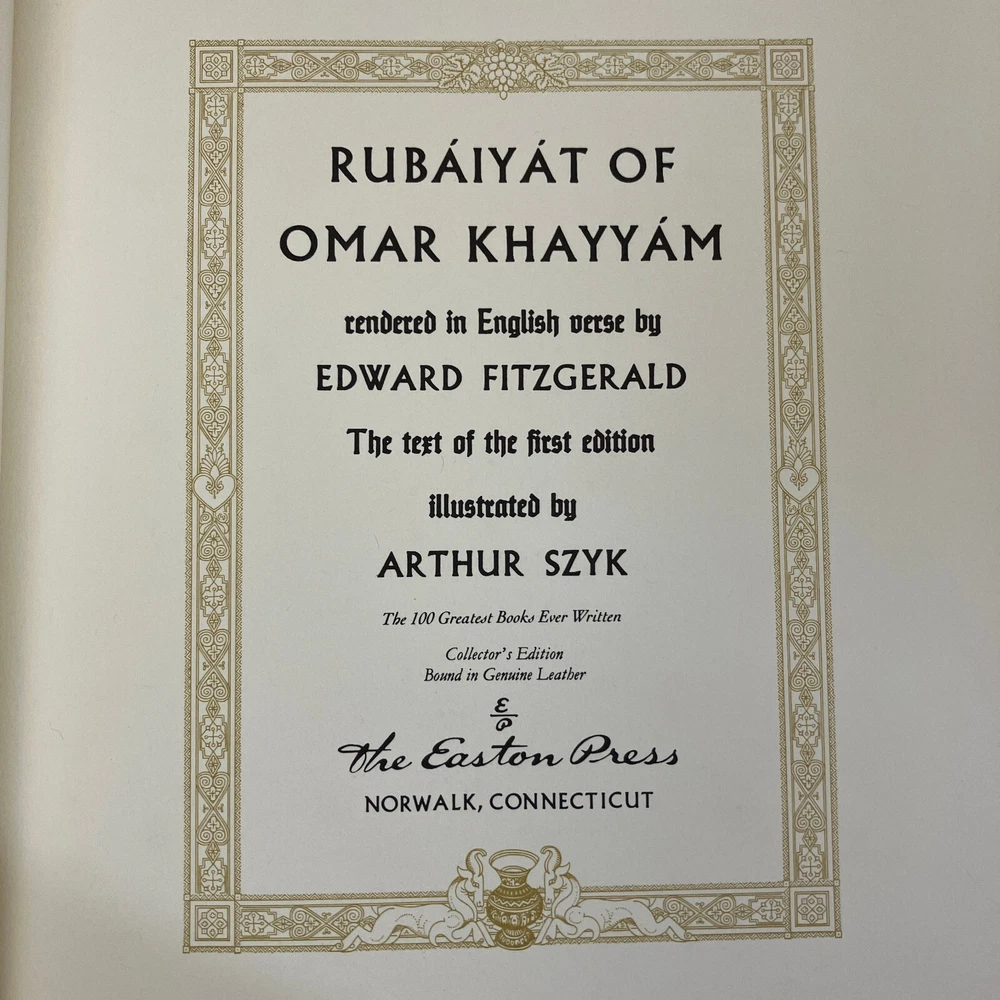 RUBÁIYÁT OF
OMAR KHAYYÁM
rendered in English verse by
EDWARD FITZGERALD
The text of the first edition
illustrated by
ARTHUR SZYK
The 100 Greatest Books Ever Written
Collector's Edition
Bound in Genuine Leather
E
P
The Easton Press
NORWALK, CONNECTICUT